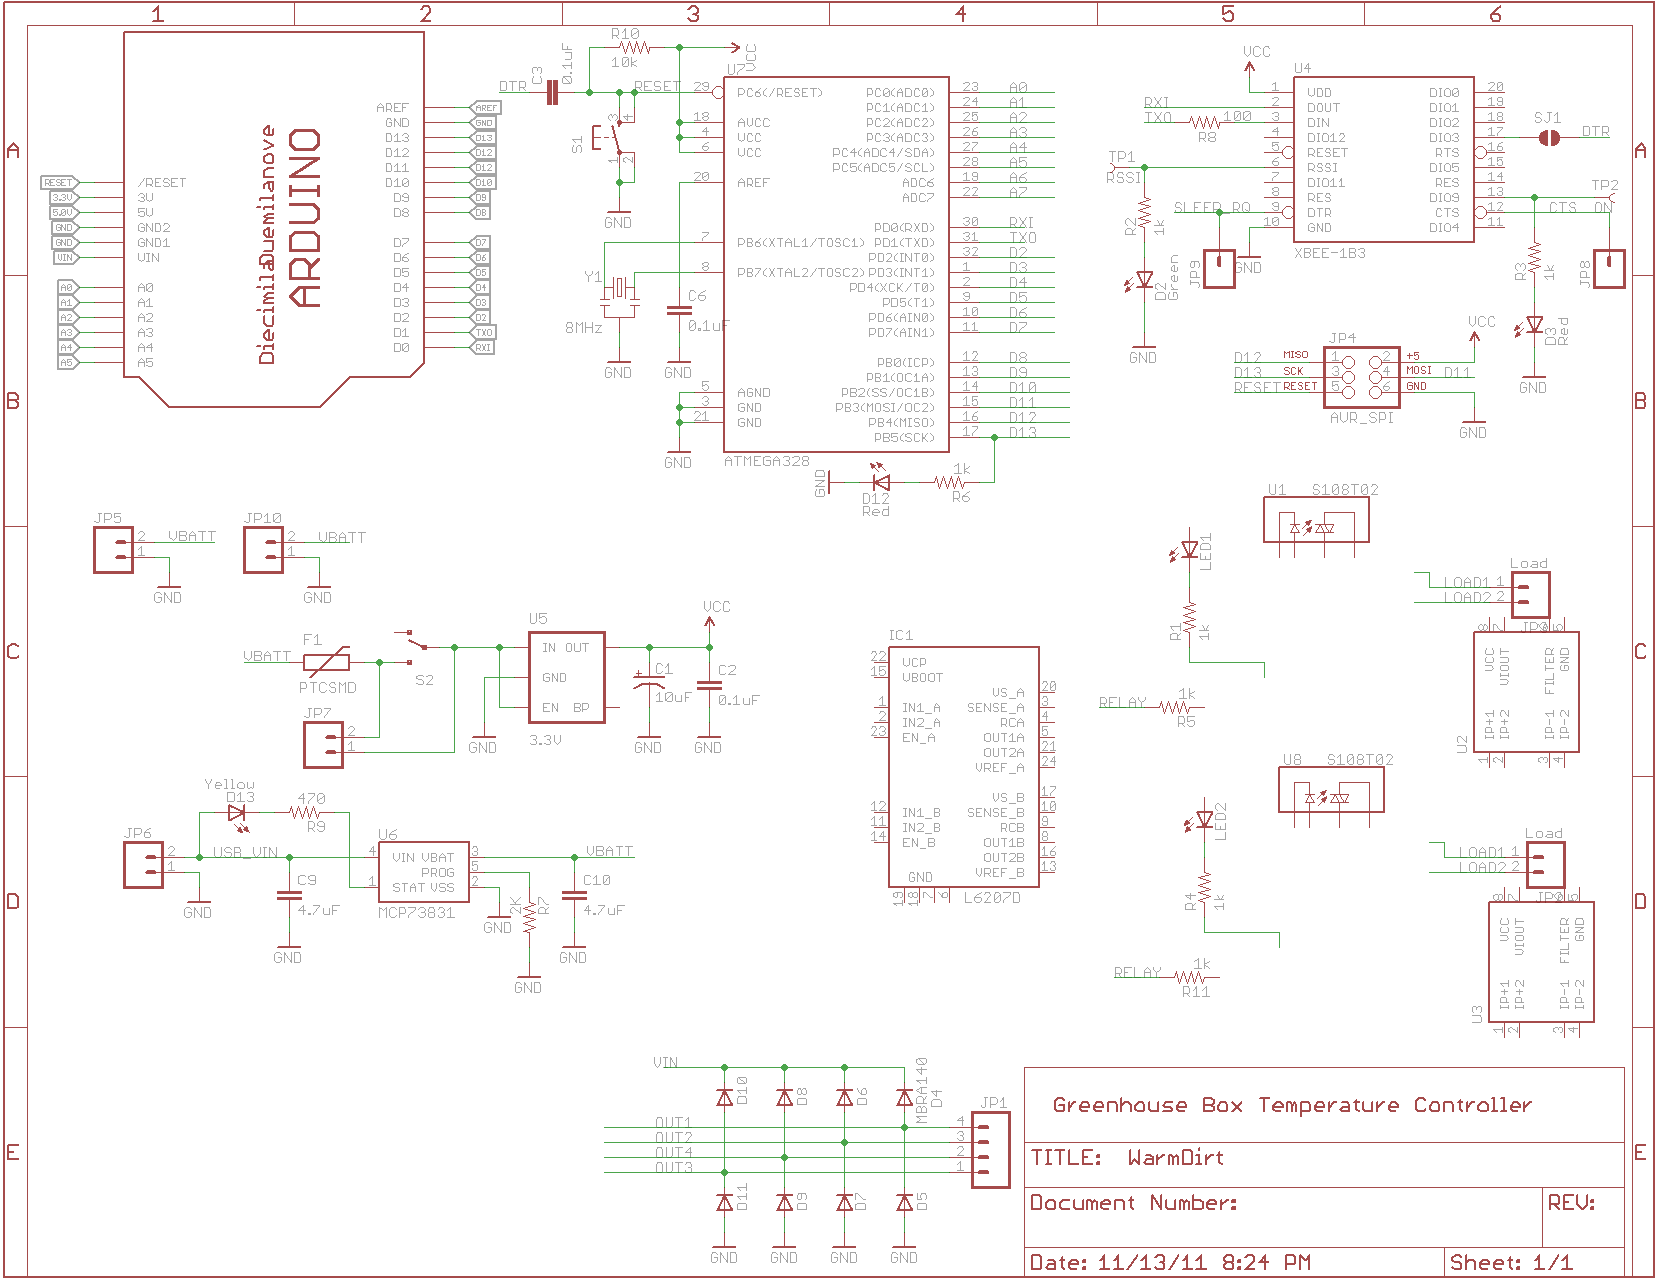 1 2 3 4 5 6
A
B
C
D
E
A
B
C
D
E
DiecimilaDuemilanove
ARDUINO
AREF
GND
D13
D12
D11
D10
D9
D8
D7
D6
D5
D4
D3
D2
D1
D0
AREF
GND
D13
D12
D12
D10
D9
D8
D7
D6
D5
D4
D3
D2
TXO
RXI
RESET /RESET
3.3V 3V
5.0V 5V
GND GND2
GND GND1
VIN VIN
A0 A0
A1 A1
A2 A2
A3 A3
A4 A4
A5 A5
R10
10k
VCC
DTR
C3
0.1uF
RESET
S1
3 4
1 2
GND
Y1
8MHz
GND
C6
0.1uF
GND
GND
U7
29 PC6(/RESET)
18 AVCC
4 VCC
6 VCC
20 AREF
7 PB6(XTAL1/TOSC1)
8 PB7(XTAL2/TOSC2)
5 AGND
3 GND
21 GND
PC0(ADC0) 23 A0
PC1(ADC1) 24 A1
PC2(ADC2) 25 A2
PC3(ADC3) 26 A3
PC4(ADC4/SDA) 27 A4
PC5(ADC5/SCL) 28 A5
ADC6 19 A6
ADC7 22 A7
PD0(RXD) 30 RXI
PD1(TXD) 31 TXO
PD2(INT0) 32 D2
PD3(INT1) 1 D3
PD4(XCK/T0) 2 D4
PD5(T1) 9 D5
PD6(AIN0) 10 D6
PD7(AIN1) 11 D7
PB0(ICP) 12 D8
PB1(OC1A) 13 D9
PB2(SS/OC1B) 14 D10
PB3(MOSI/OC2) 15 D11
PB4(MISO) 16 D12
PB5(SCK) 17 D13
ATMEGA328
GND
D12
Red
1k
R6
VCC
U4
1 VDD
RXI 2 DOUT
TXO R8 100 3 DIN
4 DIO12
5 RESET
6 RSSI
7 DIO11
8 RES
SLEEP_RQ 9 DTR
10 GND
DIO0 20
DIO1 19
DIO2 18
DIO3 17
RTS 16
DIO5 15
RES 14
DIO9 13
CTS 12
DIO4 11
XBEE-1B3
TP1
RSSI
R2
1k
D2
Green
GND
JP9
GND
SJ1
DTR
TP2
ON
CTS
R3
1k
JP8
D3
Red
GND
VCC
JP4
D12 MISO 1 2 +5
D13 SCK 3 4 MOSI D11
RESET RESET 5 6 GND
AVR_SPI
GND
JP5
2 VBATT
1
GND
JP10
2 VBATT
1
GND
VBATT
F1
PTCSMD
S2
JP7
2
1
U5
IN OUT
GND
EN BP
3.3V
GND
VCC
C1
10uF
GND
C2
0.1uF
GND
Yellow
D13
470
R9
JP6
2
1
USB_VIN
GND
C9
4.7uF
GND
U6
4 VIN VBAT 3
PROG 5
1 STAT VSS 2
MCP73831
GND
2K
R7
GND
VBATT
C10
4.7uF
GND
IC1
22 VCP
15 VBOOT
1 IN1_A
2 IN2_A
23 EN_A
12 IN1_B
11 IN2_B
14 EN_B
VS_A 20
SENSE_A 3
RCA 4
OUT1A 5
OUT2A 21
VREF_A 24
VS_B 17
SENSE_B 10
RCB 9
OUT1B 8
OUT2B 16
VREF_B 13
GND
19 18 7 6
L6207D
U1 S108T02
LED1
R1
1k
RELAY
1k
R5
Load
LOAD1 1
LOAD2 2
VCC
VIOUT
FILTER
GND
IP+1
IP+2
IP-1
IP-2
U2
1 2 3 4
U8 S108T02
LED2
R4
1k
RELAY
1k
R11
Load
LOAD1 1
LOAD2 2
VCC
VIOUT
FILTER
GND
IP+1
IP+2
IP-1
IP-2
U3
1 2 3 4
VIN
D10
D8
D6
MBRA140
D4
JP1
OUT1 4
OUT2 3
OUT4 2
OUT3 1
D11
D9
D7
D5
GND GND GND GND
Greenhouse Box Temperature Controller
TITLE: WarmDirt
Document Number:
REV:
Date: 11/13/11 8:24 PM
Sheet: 1/1